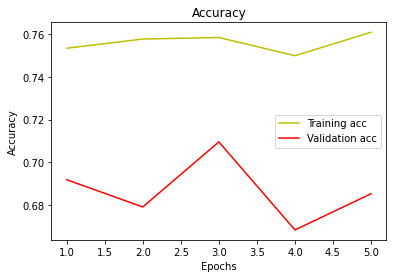 Accuracy
0.76
0.74
0.72
0.70
0.68
Accuracy
Training acc
Validation acc
1.0 1.5 2.0 2.5 3.0 3.5 4.0 4.5 5.0
Epochs